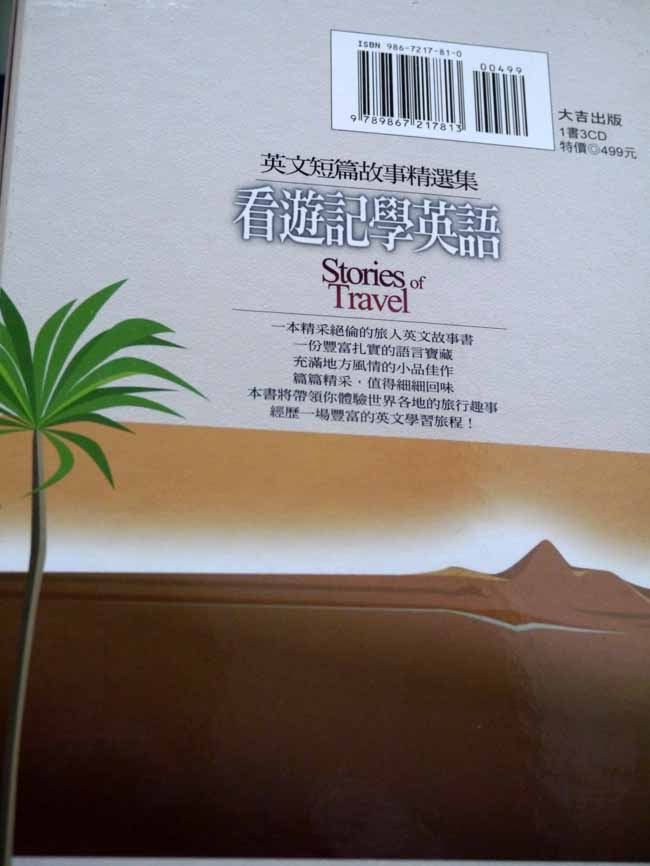 ISBN 986-7217-81-0
00499
9 789867 217813
大吉出版
1書3CD
特價◎499元
英文短篇故事精選集
看遊記學英語
Stories of
Travel
一本精采絕倫的旅人英文故事書
一份豐富扎實的語言寶藏
充滿地方風情的小品佳作
篇篇精采，值得細細回味
本書將帶領你體驗世界各地的旅行趣事
經歷一場豐富的英文學習旅程！